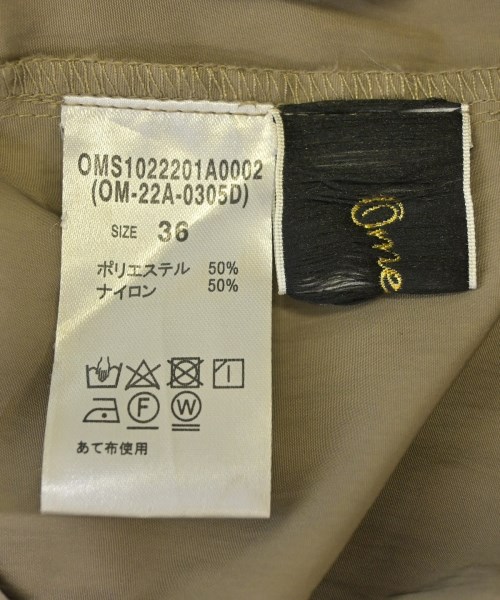 OMS1022201A0002
(OM-22A-0305D)
SIZE 36
ポリエステル 50%
ナイロン 50%
F W
あて布使用
Ome